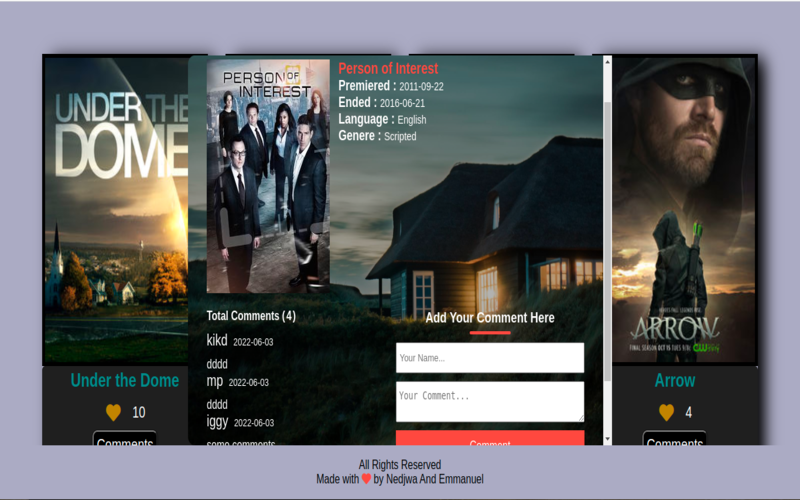 UNDER THE
DOME
Under the Dome
10
Comments
PERSON OF
INTEREST
Person of Interest
Premiered : 2011-09-22
Ended : 2016-06-21
Language : English
Genere : Scripted
Total Comments (4)
kikd 2022-06-03
dddd
mp 2022-06-03
dddd
iggy 2022-06-03
some comments
Add Your Comment Here
Your Name...
Your Comment...
Comment
ARROW
FINAL SEASON OCT 15 TUES 9/8c CW
Arrow
4
Comments
All Rights Reserved
Made with ❤ by Nedjwa And Emmanuel